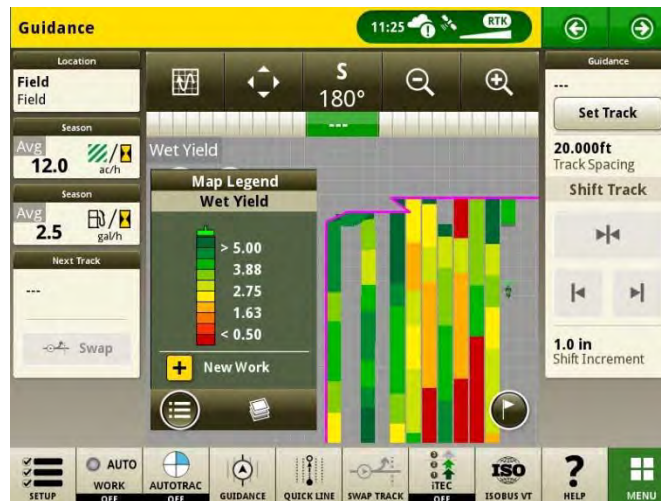 Guidance
11:25
RTK
Location
Field
Field
Season
Avg
12.0
ac/h
Season
Avg
2.5
gal/h
Next Track
---
Swap
S
180°
---
Wet Yield
Map Legend
Wet Yield
> 5.00
3.88
2.75
1.63
< 0.50
New Work
Guidance
---
Set Track
20.000ft
Track Spacing
Shift Track
1.0 in
Shift Increment
SETUP
AUTO
WORK
OFF
AUTOTRAC
OFF
GUIDANCE
QUICK LINE
SWAP TRACK
iTEC
OFF
ISO
ISOBUS VT
?
HELP
MENU